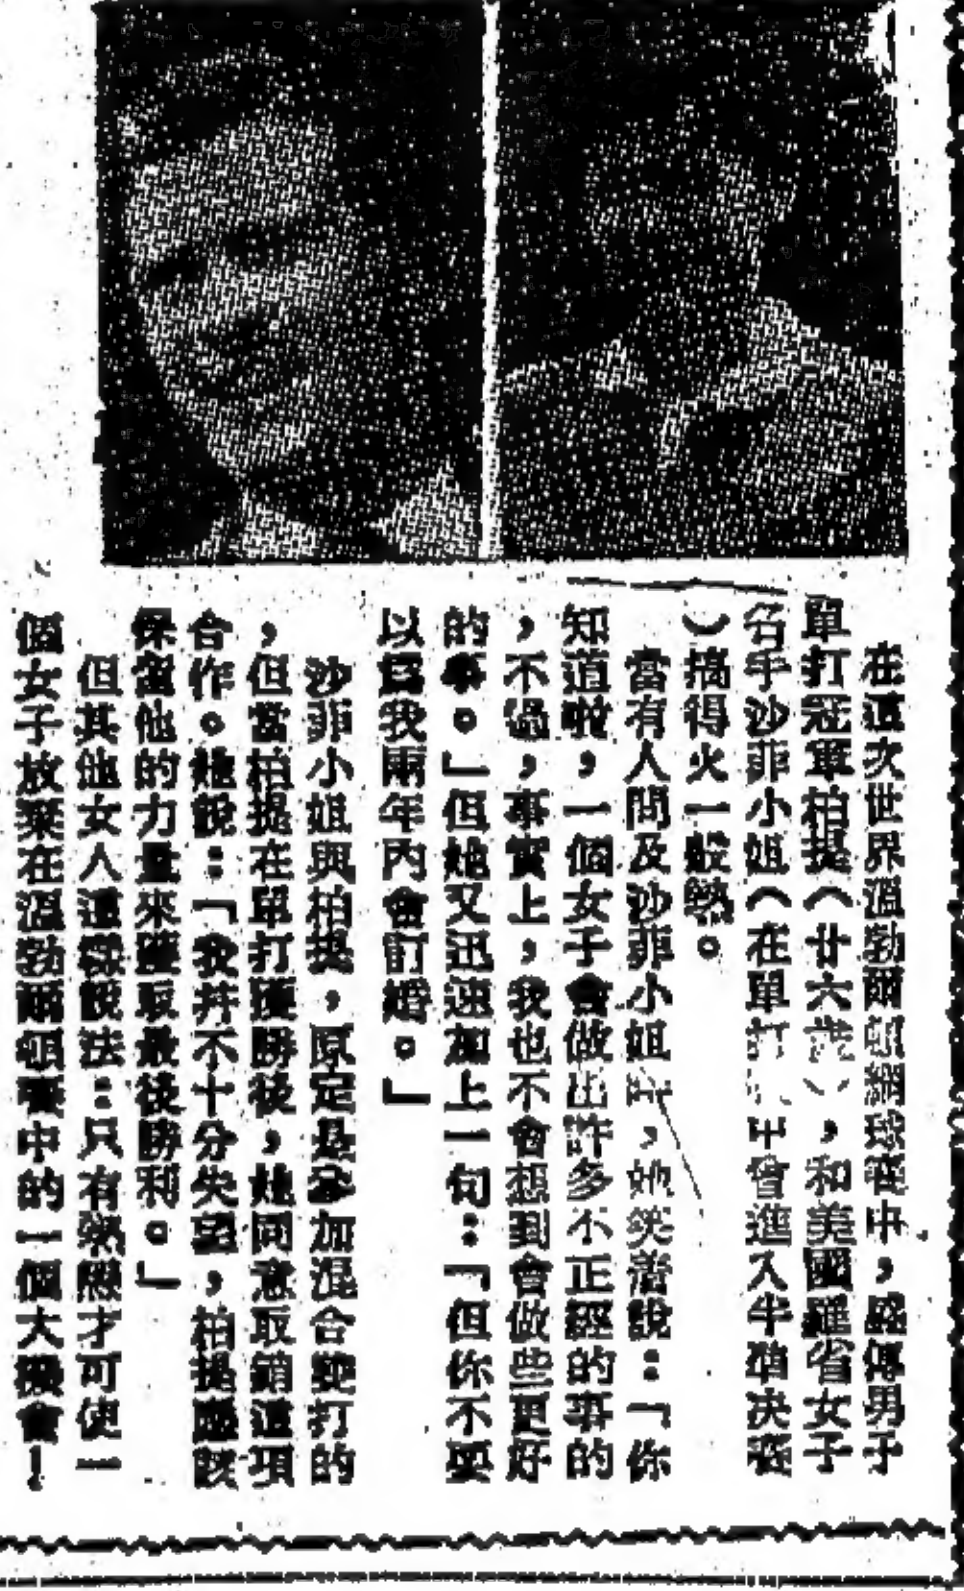 在這次世界溫勃爾頓網球賽中，盛傳男子
單打冠軍柏提（廿六歲），和美國羅省女子
名手沙菲小姐（在單打 中曾進入半準決賽
）搞得火一般熱。
當有人問及沙菲小姐時，她笑着說：「你
知道啦，一個女子會做出許多不正經的事的
，不過，事實上，我也不會想到會做些更好
的事。」但她又迅速加上一句：「但你不要
以爲我兩年內會訂婚。」
沙菲小姐與柏提，原定是參加混合雙打的
，但當柏提在單打獲勝後，她同意取銷這項
合作。她說：「我并不十分失望，柏提應該
保留他的力量來獲取最後勝利。」
但其他女人這樣說法：只有熱戀才可使一
個女子放棄在溫勃爾頓賽中的一個大機會！